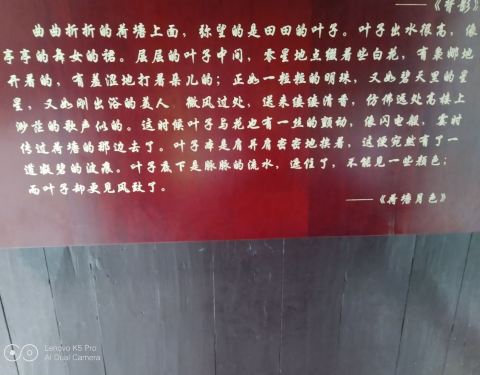 ——《背影》
曲曲折折的荷塘上面,弥望的是田田的叶子。叶子出水很高,像
亭亭的舞女的裙。层层的叶子中间,零星地点缀着些白花,有袅娜地
开着的,有羞涩地打着朵儿的;正如一粒粒的明珠,又如碧天里的星
星,又如刚出浴的美人 微风过处,送来缕缕清香,仿佛远处高楼上
渺茫的歌声似的。这时候叶子与花也有一丝的颤动,像闪电般,霎时
传过荷塘的那边去了。叶子本是肩并肩密密地挨着,这便宛然有了一
道凝碧的波痕。叶子底下是脉脉的流水,遮住了,不能见一些颜色;
而叶子却更见风致了。
——《荷塘月色》
Lenovo K5 Pro
AI Dual Camera